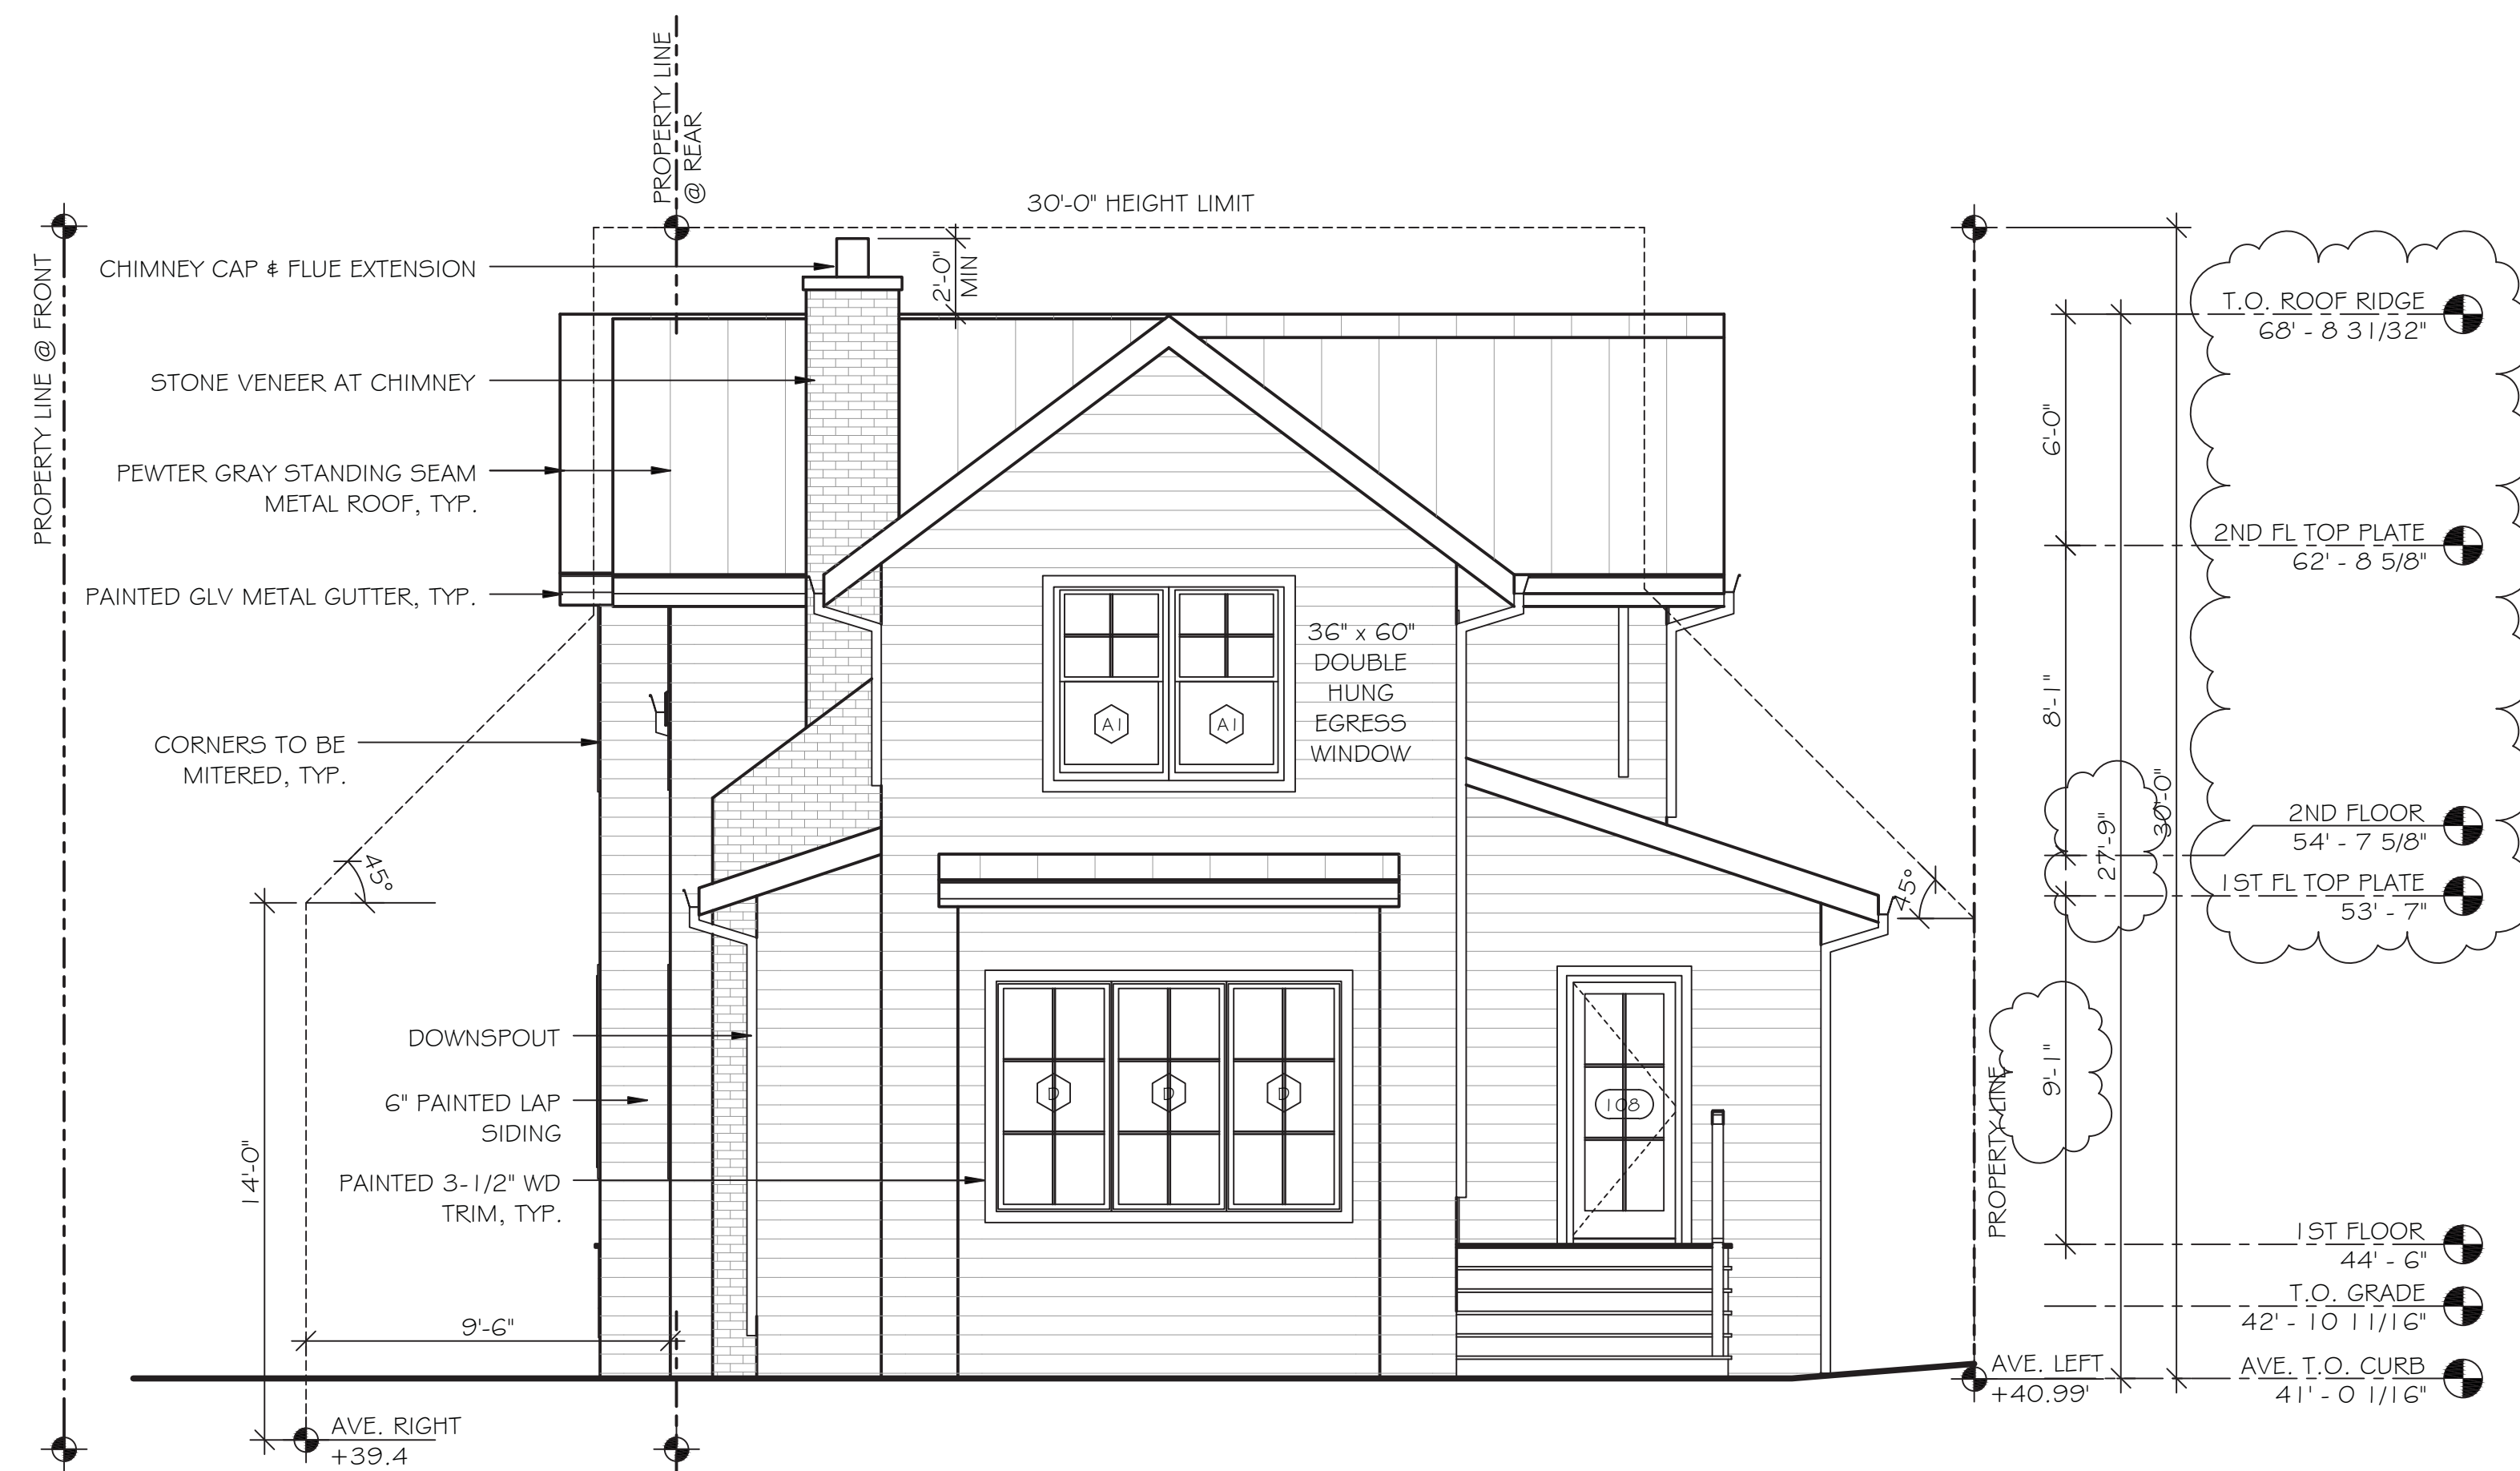 PROPERTY LINE
@ REAR
30'-0" HEIGHT LIMIT
PROPERTY LINE @ FRONT
CHIMNEY CAP & FLUE EXTENSION
2'-0"
MIN
STONE VENEER AT CHIMNEY
PEWTER GRAY STANDING SEAM
METAL ROOF, TYP.
PAINTED GLV METAL GUTTER, TYP.
CORNERS TO BE
MITERED, TYP.
45°
14'-0"
DOWNSPOUT
6" PAINTED LAP
SIDING
PAINTED 3-1/2" WD
TRIM, TYP.
9'-6"
AVE. RIGHT
+39.4
36" x 60"
DOUBLE
HUNG
EGRESS
WINDOW
A1
A1
D
D
D
108
45°
PROPERTY LINE
AVE. LEFT
+40.99'
6'-0"
8'-1"
9'-1"
27'-9"
30'-0"
T.O. ROOF RIDGE
68' - 8 31/32"
2ND FL TOP PLATE
62' - 8 5/8"
2ND FLOOR
54' - 7 5/8"
1ST FL TOP PLATE
53' - 7"
1ST FLOOR
44' - 6"
T.O. GRADE
42' - 10 11/16"
AVE. T.O. CURB
41' - 0 1/16"